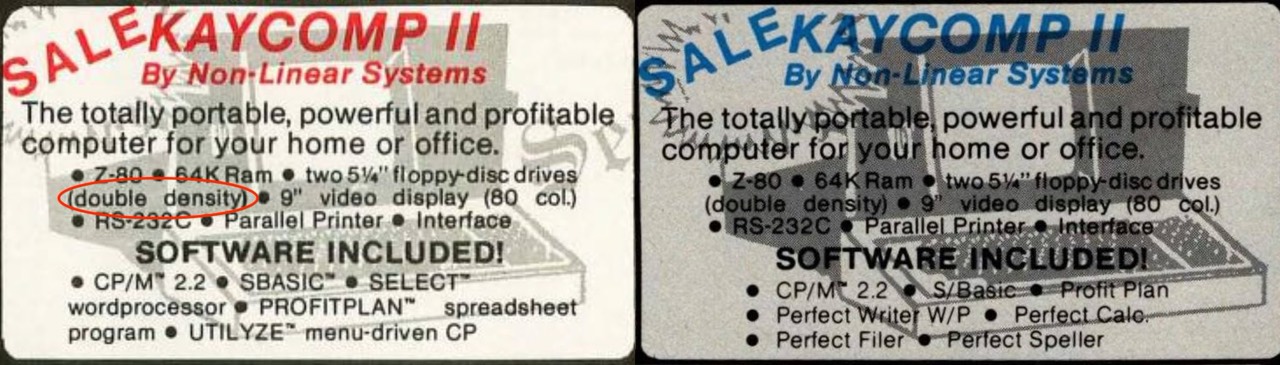 SALE KAYCOMP II
By Non-Linear Systems
The totally portable, powerful and profitable
computer for your home or office.
● Z-80 ● 64K Ram ● two 5¼" floppy-disc drives
(double density) ● 9" video display (80 col.)
● RS-232C ● Parallel Printer ● Interface
SOFTWARE INCLUDED!
● CP/M™ 2.2 ● SBASIC™ ● SELECT™
wordprocessor ● PROFITPLAN™ spreadsheet
program ● UTILYZE™ menu-driven CP
SALE KAYCOMP II
By Non-Linear Systems
The totally portable, powerful and profitable
computer for your home or office.
● Z-80 ● 64K Ram ● two 5¼" floppy-disc drives
(double density) ● 9" video display (80 col.)
● RS-232C ● Parallel Printer ● Interface
SOFTWARE INCLUDED!
● CP/M™ 2.2 ● S/Basic ● Profit Plan
● Perfect Writer W/P ● Perfect Calc.
● Perfect Filer ● Perfect Speller